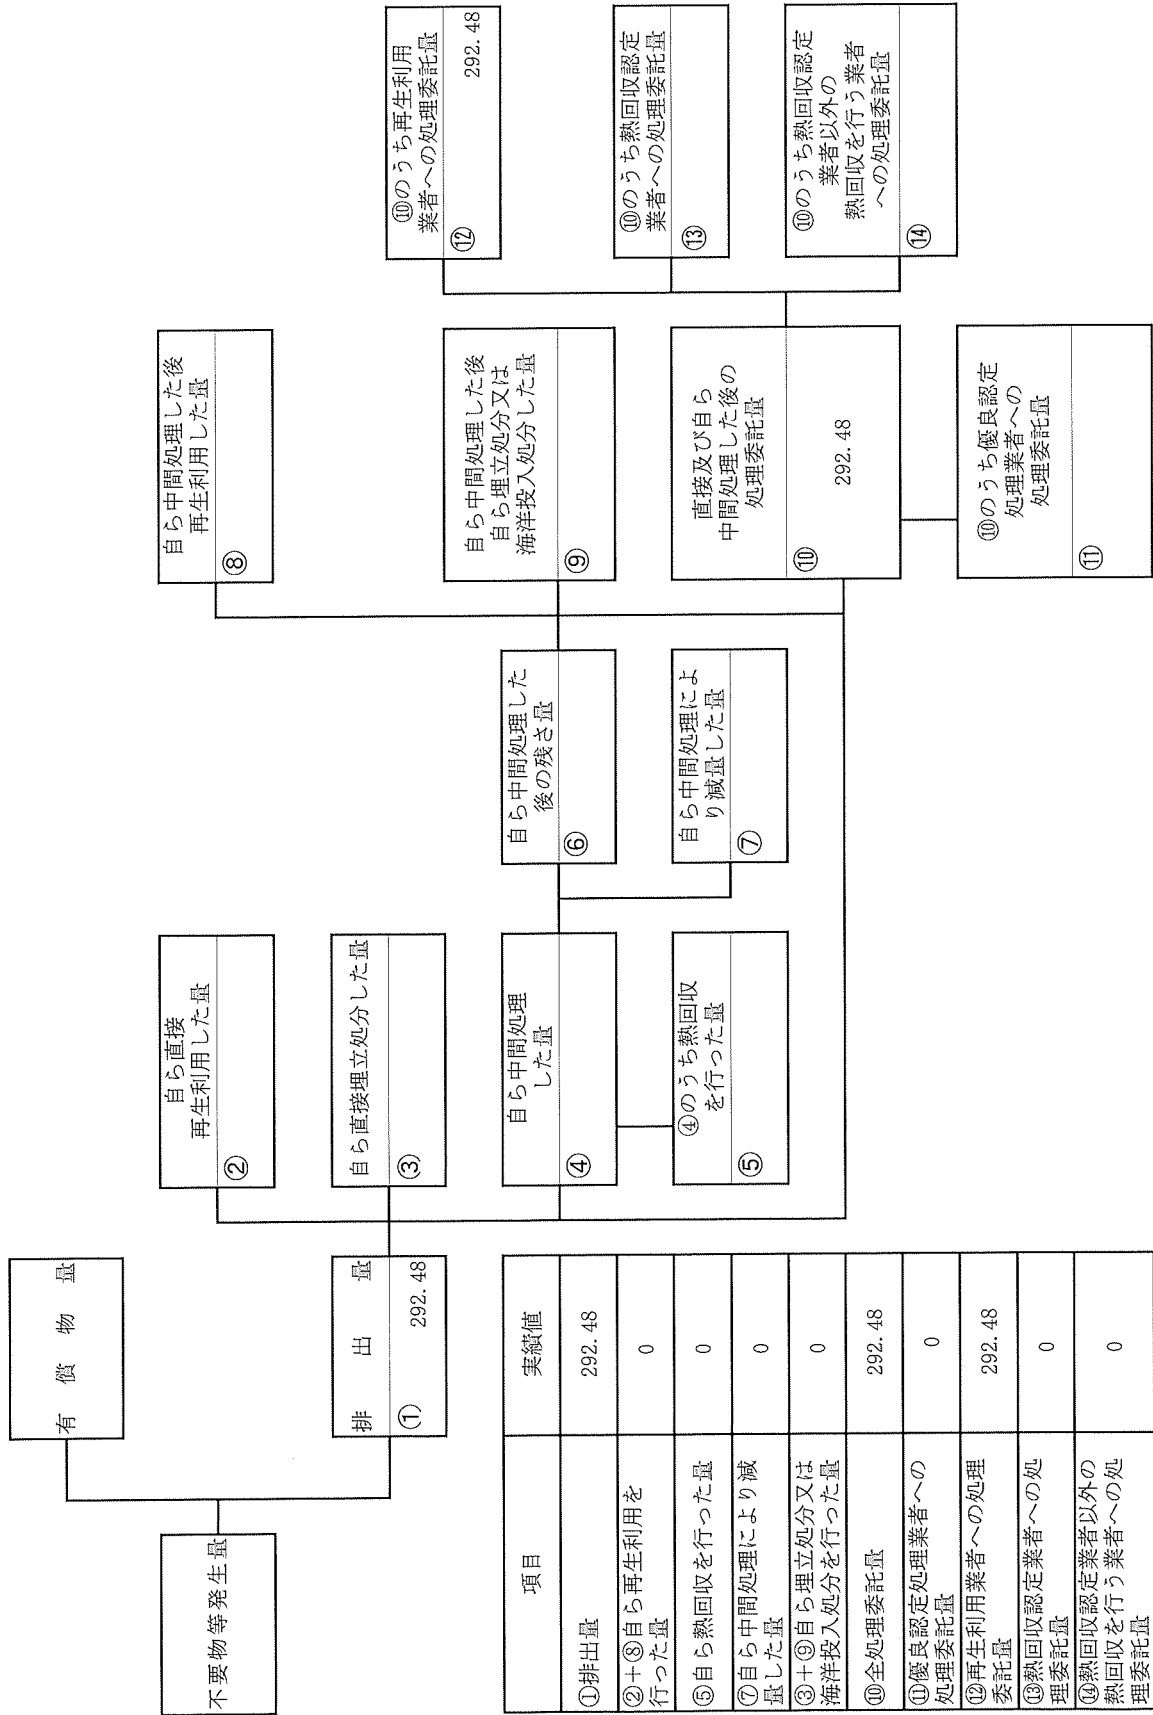 不要物等発生量
有償物量
排出量
① 292.48
自ら直接
再生利用した量
②
自ら直接埋立処分した量
③
自ら中間処理
した量
④
④のうち熱回収
を行った量
⑤
自ら中間処理した
後の残さ量
⑥
自ら中間処理によ
り減量した量
⑦
自ら中間処理した後
再生利用した量
⑧
自ら中間処理した後
自ら埋立処分又は
海洋投入処分した量
⑨
直接及び自ら
中間処理した後の
処理委託量
⑩ 292.48
⑩のうち優良認定
処理業者への
処理委託量
⑪
⑩のうち再生利用
業者への処理委託量
⑫ 292.48
⑩のうち熱回収認定
業者への処理委託量
⑬
⑩のうち熱回収認定
業者以外の
熱回収を行う業者
への処理委託量
⑭
項目 実績値
①排出量 292.48
②＋⑧自ら再生利用を
行った量 0
⑤自ら熱回収を行った量 0
⑦自ら中間処理により減
量した量 0
③＋⑨自ら埋立処分又は
海洋投入処分を行った量 0
⑩全処理委託量 292.48
⑪優良認定処理業者への
処理委託量 0
⑫再生利用業者への処理
委託量 292.48
⑬熱回収認定業者への処
理委託量 0
⑭熱回収認定業者以外の
熱回収を行う業者への処
理委託量 0